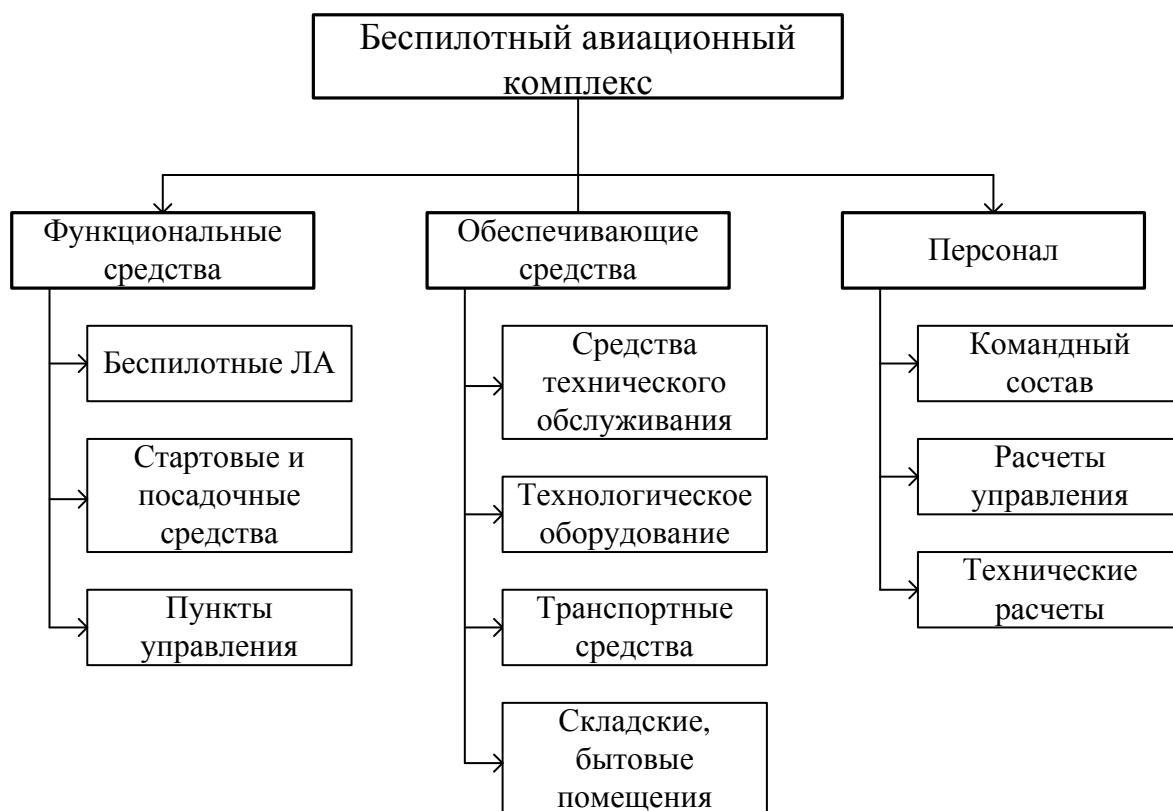 Беспилотный авиационный
комплекс
Функциональные
средства
Беспилотные ЛА
Стартовые и
посадочные
средства
Пункты
управления
Обеспечивающие
средства
Средства
технического
обслуживания
Технологическое
оборудование
Транспортные
средства
Складские,
бытовые
помещения
Персонал
Командный
состав
Расчеты
управления
Технические
расчеты